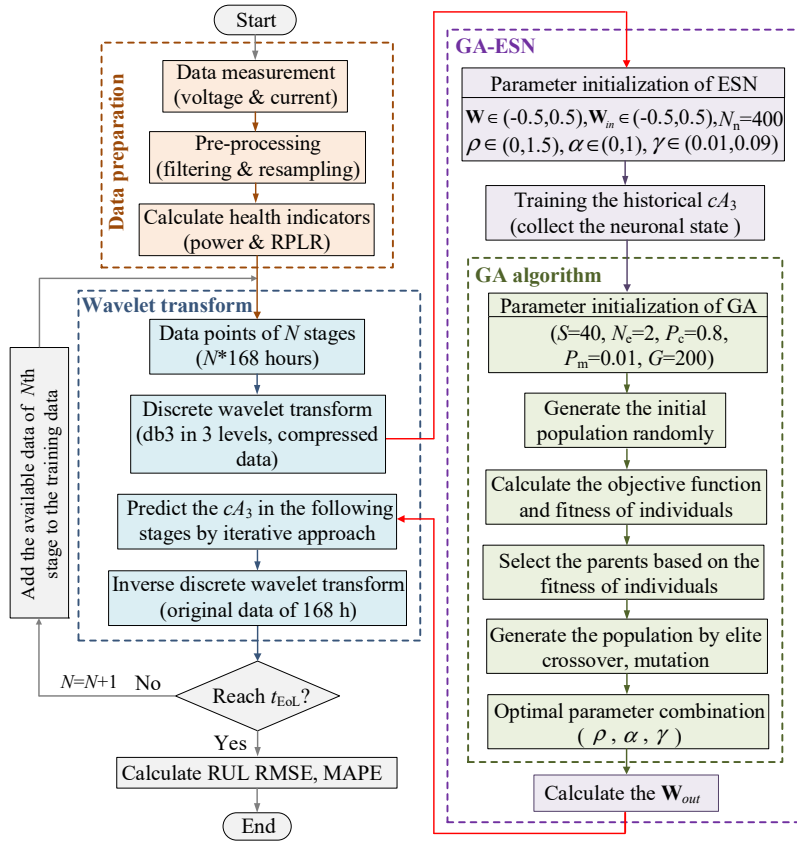 Start
Data preparation
Data measurement
(voltage & current)
Pre-processing
(filtering & resampling)
Calculate health indicators
(power & RPLR)
Wavelet transform
Data points of N stages
(N*168 hours)
Discrete wavelet transform
(db3 in 3 levels, compressed
data)
Predict the cA₃ in the following
stages by iterative approach
Inverse discrete wavelet transform
(original data of 168 h)
Add the available data of Nth
stage to the training data
N=N+1
No
Reach t_EoL?
Yes
Calculate RUL RMSE, MAPE
End
GA-ESN
Parameter initialization of ESN
W∈(-0.5,0.5),W_in∈(-0.5,0.5),N_n=400
ρ∈(0,1.5),α∈(0,1),γ∈(0.01,0.09)
Training the historical cA₃
(collect the neuronal state )
GA algorithm
Parameter initialization of GA
(S=40, N_e=2, P_c=0.8,
P_m=0.01, G=200)
Generate the initial
population randomly
Calculate the objective function
and fitness of individuals
Select the parents based on the
fitness of individuals
Generate the population by elite
crossover, mutation
Optimal parameter combination
( ρ , α , γ )
Calculate the W_out